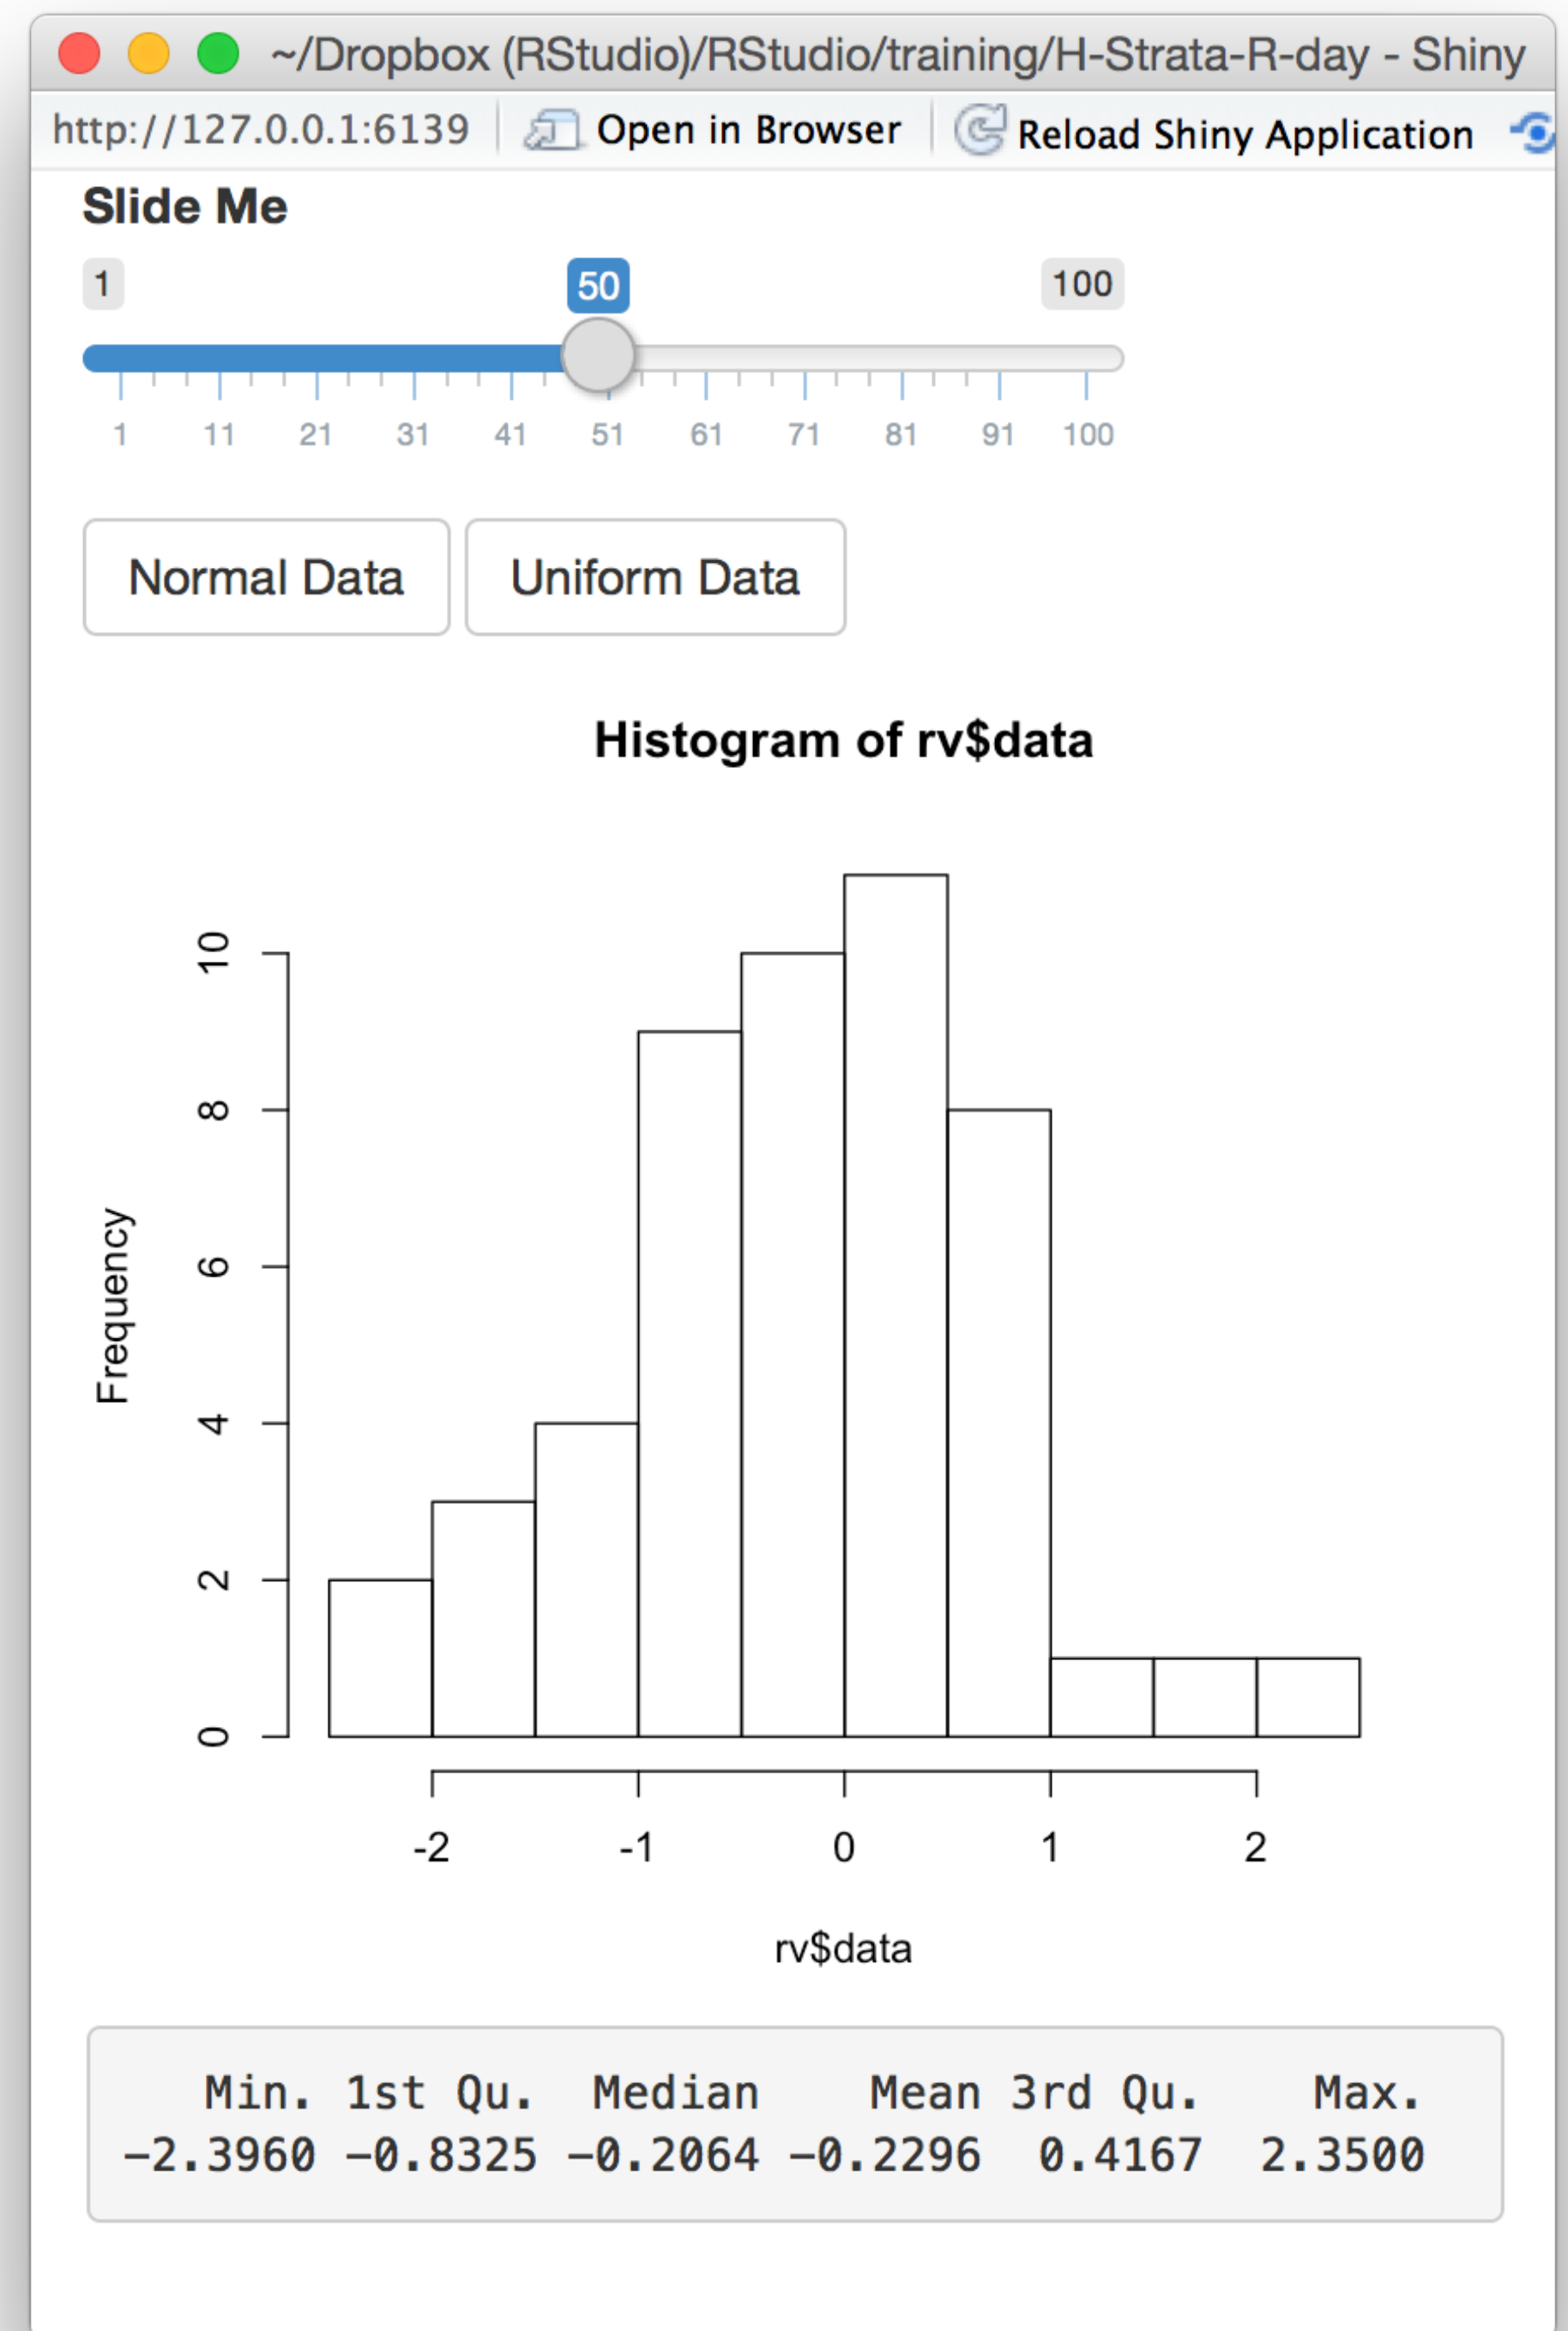 ~/Dropbox (RStudio)/RStudio/training/H-Strata-R-day - Shiny
http://127.0.0.1:6139 Open in Browser Reload Shiny Application
Slide Me
1 50 100
1 11 21 31 41 51 61 71 81 91 100
Normal Data Uniform Data
Histogram of rv$data
10
8
6
4
2
0
Frequency
-2 -1 0 1 2
rv$data
Min. 1st Qu. Median Mean 3rd Qu. Max.
-2.3960 -0.8325 -0.2064 -0.2296 0.4167 2.3500